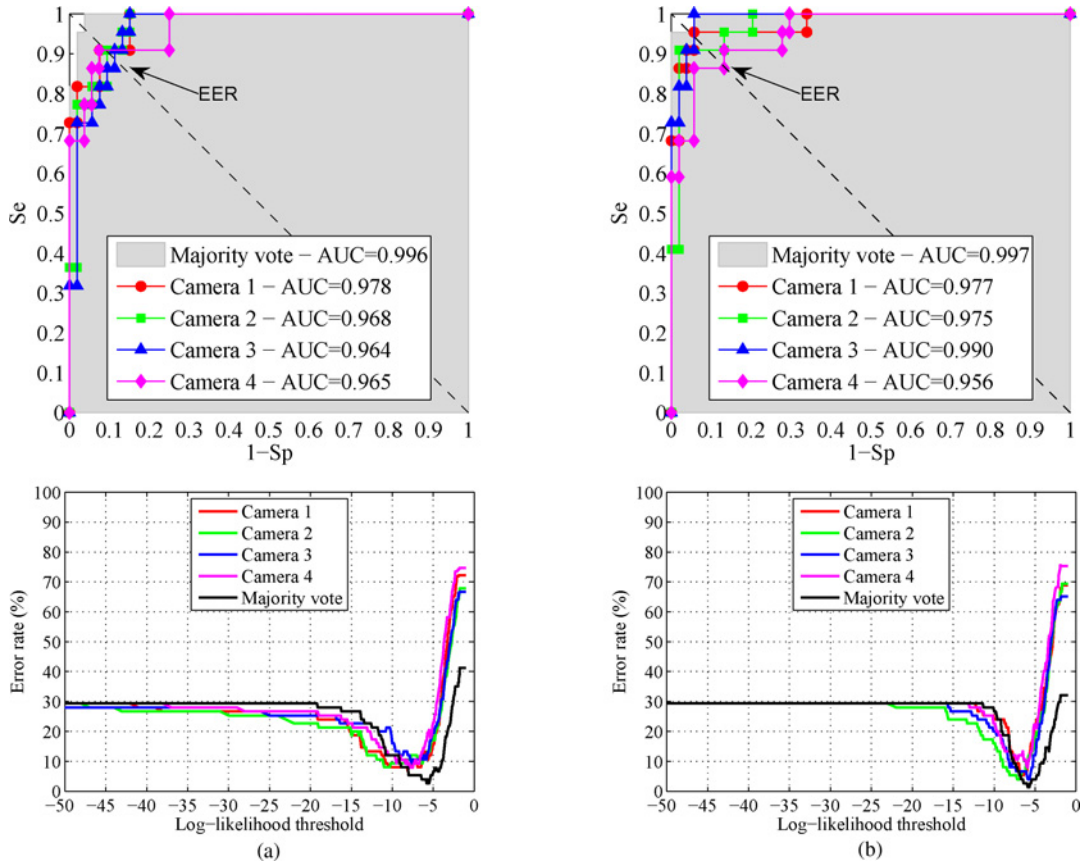 1
0.9
0.8
0.7
0.6
0.5
0.4
0.3
0.2
0.1
0
Se
EER
Majority vote − AUC=0.996
Camera 1 − AUC=0.978
Camera 2 − AUC=0.968
Camera 3 − AUC=0.964
Camera 4 − AUC=0.965
0 0.1 0.2 0.3 0.4 0.5 0.6 0.7 0.8 0.9 1
1−Sp
1
0.9
0.8
0.7
0.6
0.5
0.4
0.3
0.2
0.1
0
Se
EER
Majority vote − AUC=0.997
Camera 1 − AUC=0.977
Camera 2 − AUC=0.975
Camera 3 − AUC=0.990
Camera 4 − AUC=0.956
0 0.1 0.2 0.3 0.4 0.5 0.6 0.7 0.8 0.9 1
1−Sp
100
90
80
70
60
50
40
30
20
10
0
Error rate (%)
Camera 1
Camera 2
Camera 3
Camera 4
Majority vote
−50 −45 −40 −35 −30 −25 −20 −15 −10 −5 0
Log−likelihood threshold
(a)
100
90
80
70
60
50
40
30
20
10
0
Error rate (%)
Camera 1
Camera 2
Camera 3
Camera 4
Majority vote
−50 −45 −40 −35 −30 −25 −20 −15 −10 −5 0
Log−likelihood threshold
(b)